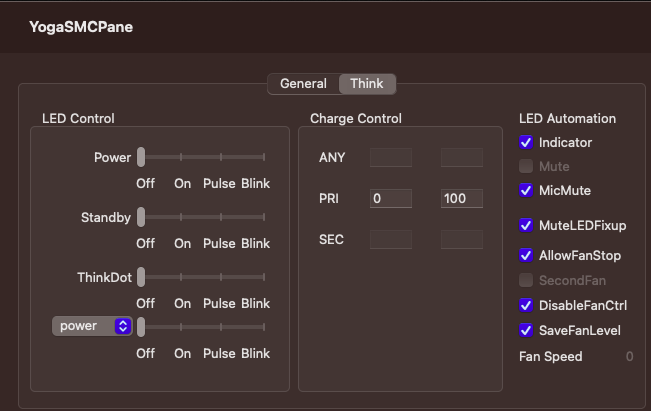 YogaSMCPane
General Think
LED Control
Power
Off On Pulse Blink
Standby
Off On Pulse Blink
ThinkDot
Off On Pulse Blink
power
Off On Pulse Blink
Charge Control
ANY
PRI 0 100
SEC
LED Automation
Indicator
Mute
MicMute
MuteLEDFixup
AllowFanStop
SecondFan
DisableFanCtrl
SaveFanLevel
Fan Speed 0